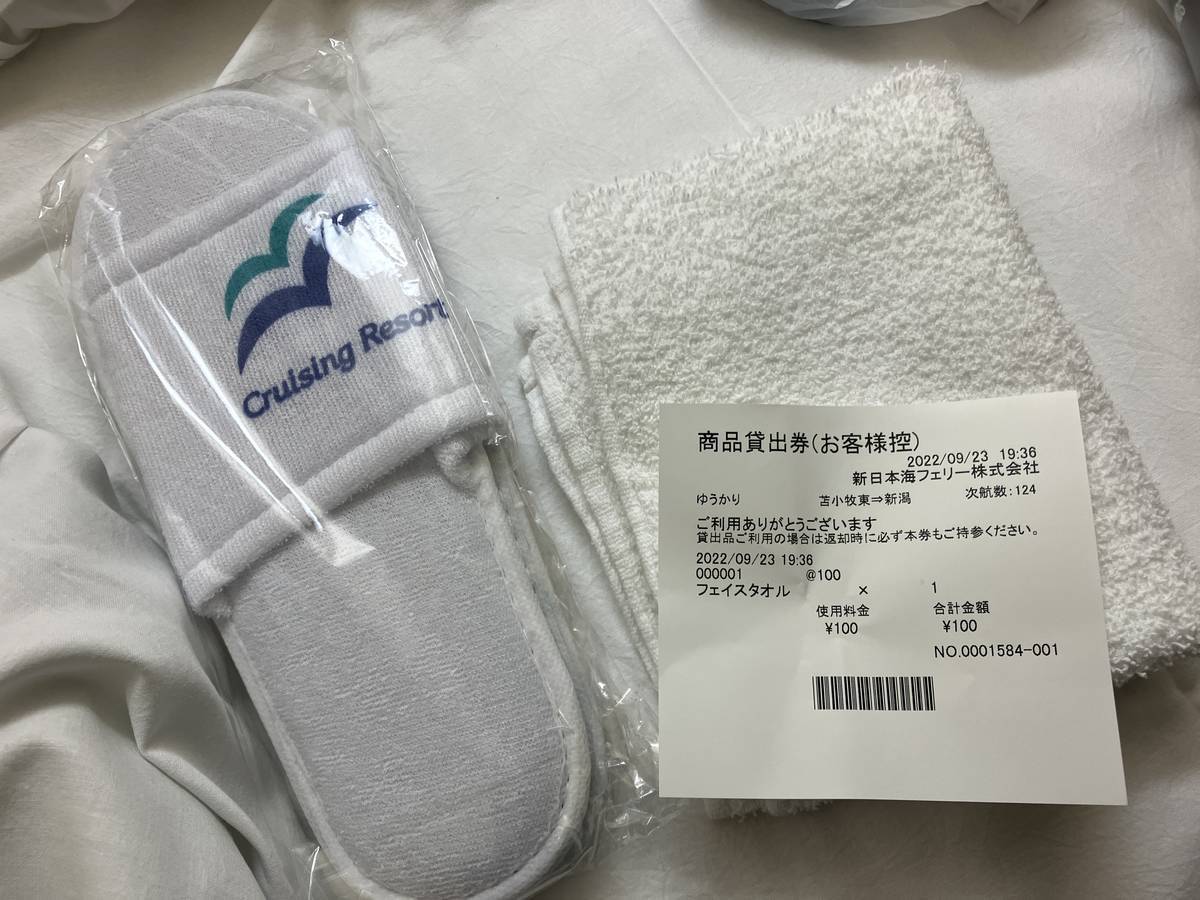 Cruising Resort
商品貸出券(お客様控)
2022/09/23 19:36
新日本海フェリー株式会社
ゆうかり 苫小牧東⇒新潟 次航数:124
ご利用ありがとうございます
貸出品ご利用の場合は返却時に必ず本券もご持参ください。
2022/09/23 19:36
000001 @100
フェイスタオル × 1
使用料金 合計金額
¥100 ¥100
NO.0001584-001